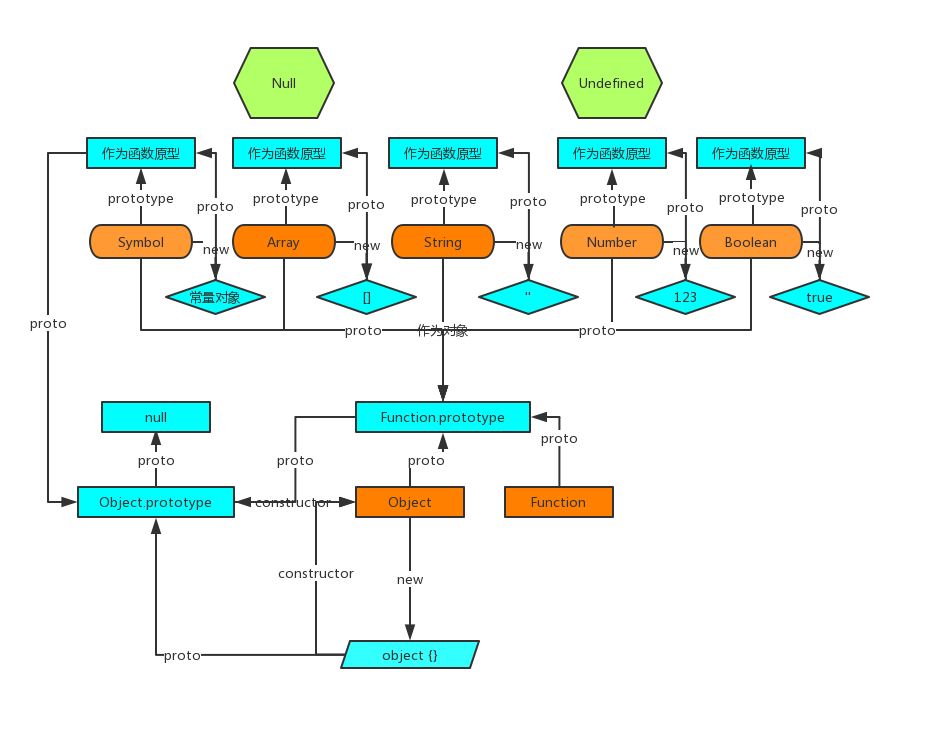 Null
Undefined
作为函数原型
作为函数原型
作为函数原型
作为函数原型
作为函数原型
prototype
prototype
prototype
prototype
prototype
proto
proto
proto
proto
proto
Symbol
Array
String
Number
Boolean
new
new
new
new
new
常量对象
[]
''
123
true
proto
proto
作为对象
proto
null
Function.prototype
proto
proto
proto
proto
proto
Object.prototype
constructor
Object
Function
constructor
new
proto
object {}